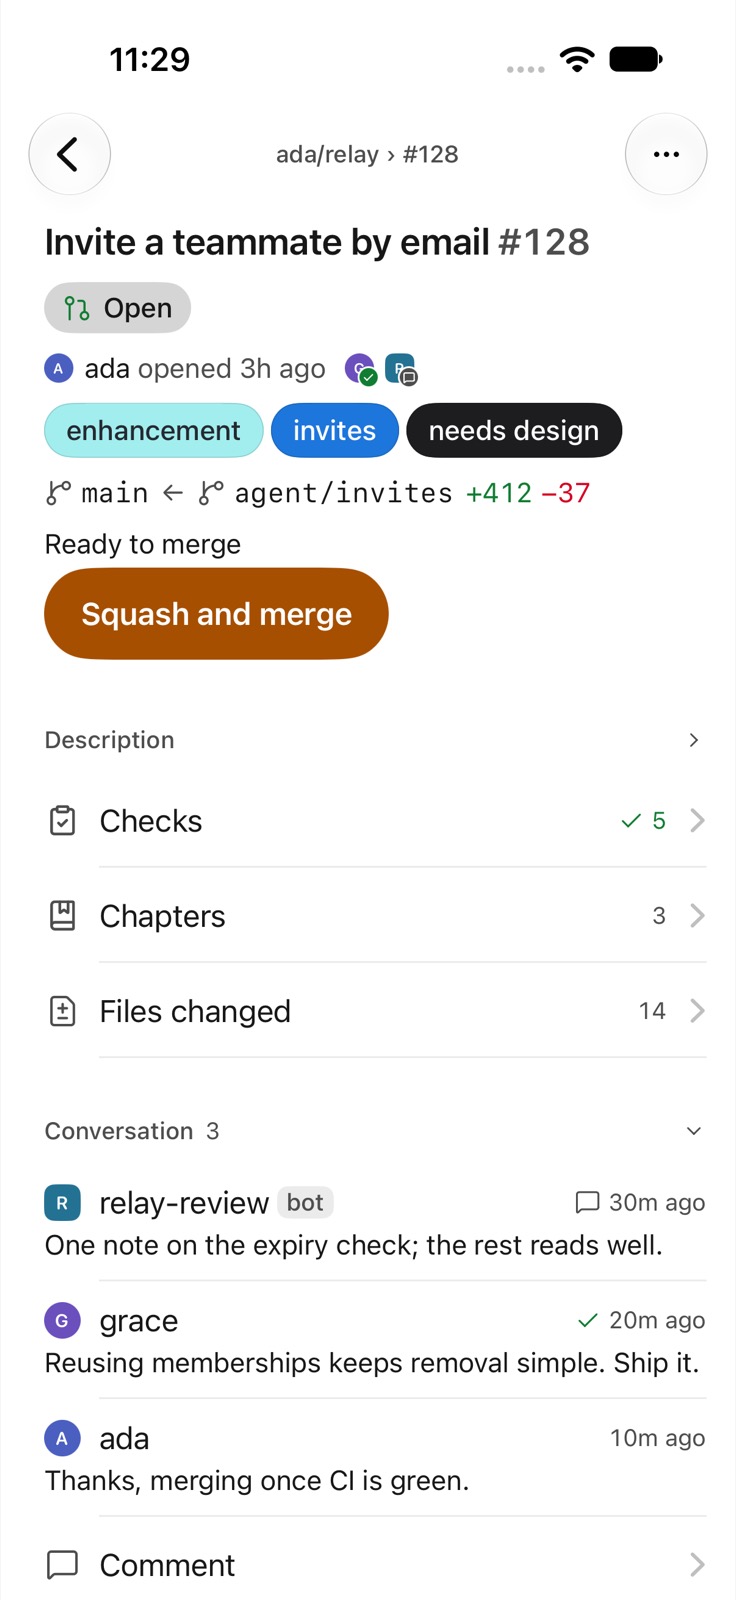 11:29
ada/relay › #128
Invite a teammate by email #128
Open
A ada opened 3h ago G
enhancement invites needs design
main ← agent/invites +412 −37
Ready to merge
Squash and merge
Description
Checks 5
Chapters 3
Files changed 14
Conversation 3
R relay-review bot 30m ago
One note on the expiry check; the rest reads well.
G grace 20m ago
Reusing memberships keeps removal simple. Ship it.
A ada 10m ago
Thanks, merging once CI is green.
Comment